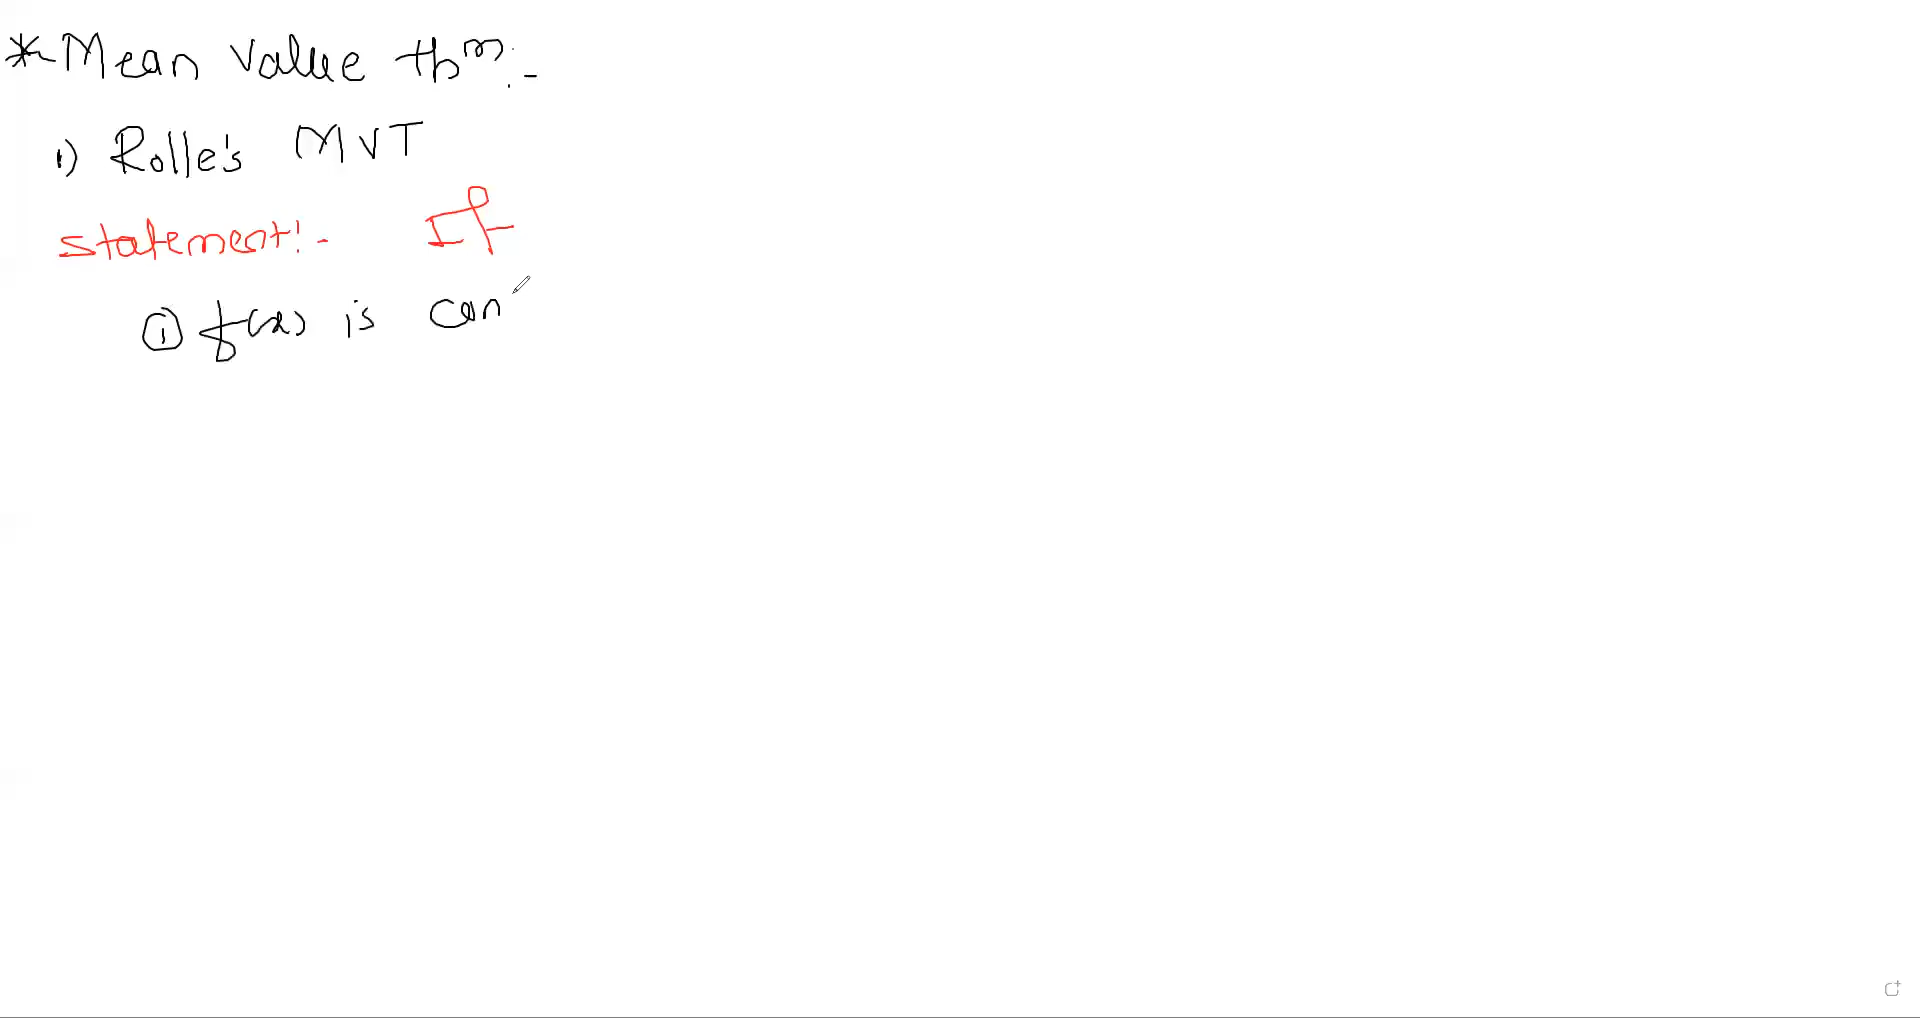 * Mean value thm:-
1) Rolle's MVT
statement:- If
① f(x) is con